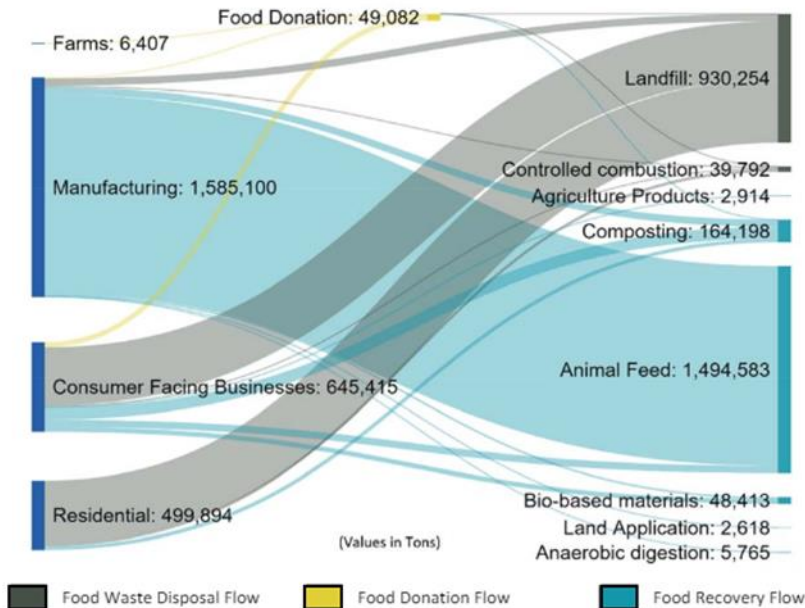 Food Donation: 49,082
Farms: 6,407
Landfill: 930,254
Controlled combustion: 39,792
Manufacturing: 1,585,100
Agriculture Products: 2,914
Composting: 164,198
Animal Feed: 1,494,583
Consumer Facing Businesses: 645,415
Bio-based materials: 48,413
Residential: 499,894
Land Application: 2,618
(Values in Tons)
Anaerobic digestion: 5,765
Food Waste Disposal Flow
Food Donation Flow
Food Recovery Flow